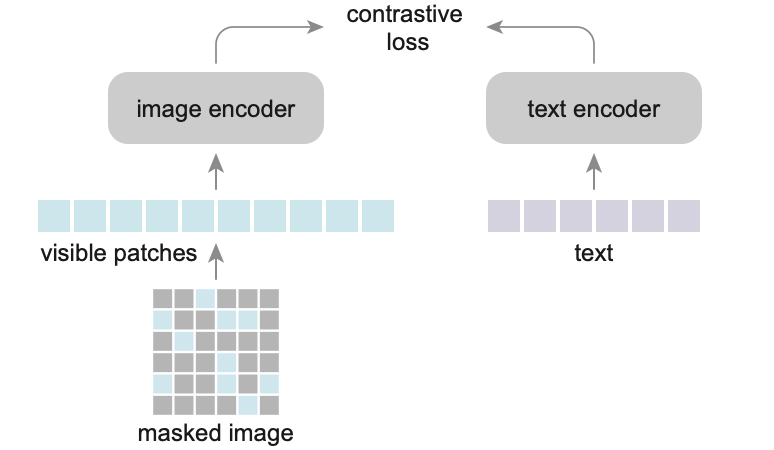 contrastive
loss
image encoder
text encoder
visible patches
text
masked image